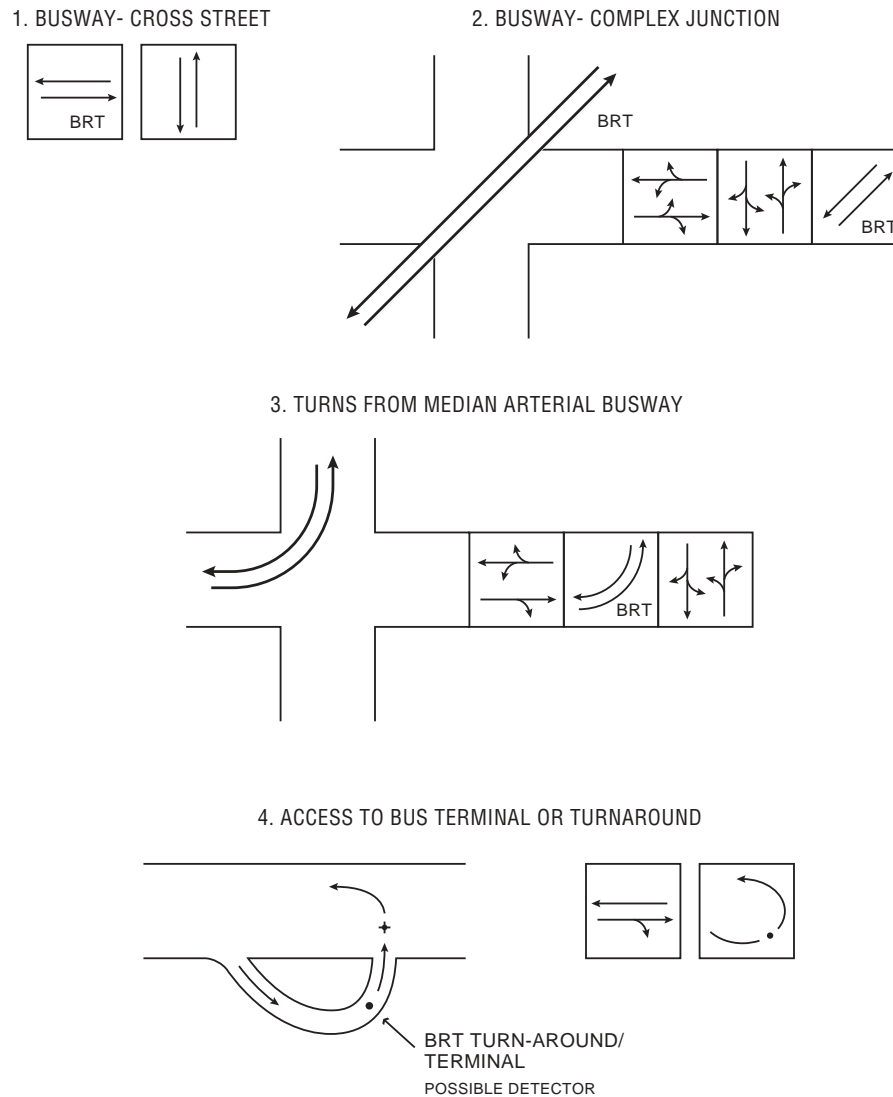 1. BUSWAY- CROSS STREET
2. BUSWAY- COMPLEX JUNCTION
BRT
BRT
BRT
3. TURNS FROM MEDIAN ARTERIAL BUSWAY
BRT
4. ACCESS TO BUS TERMINAL OR TURNAROUND
BRT TURN-AROUND/
TERMINAL
POSSIBLE DETECTOR